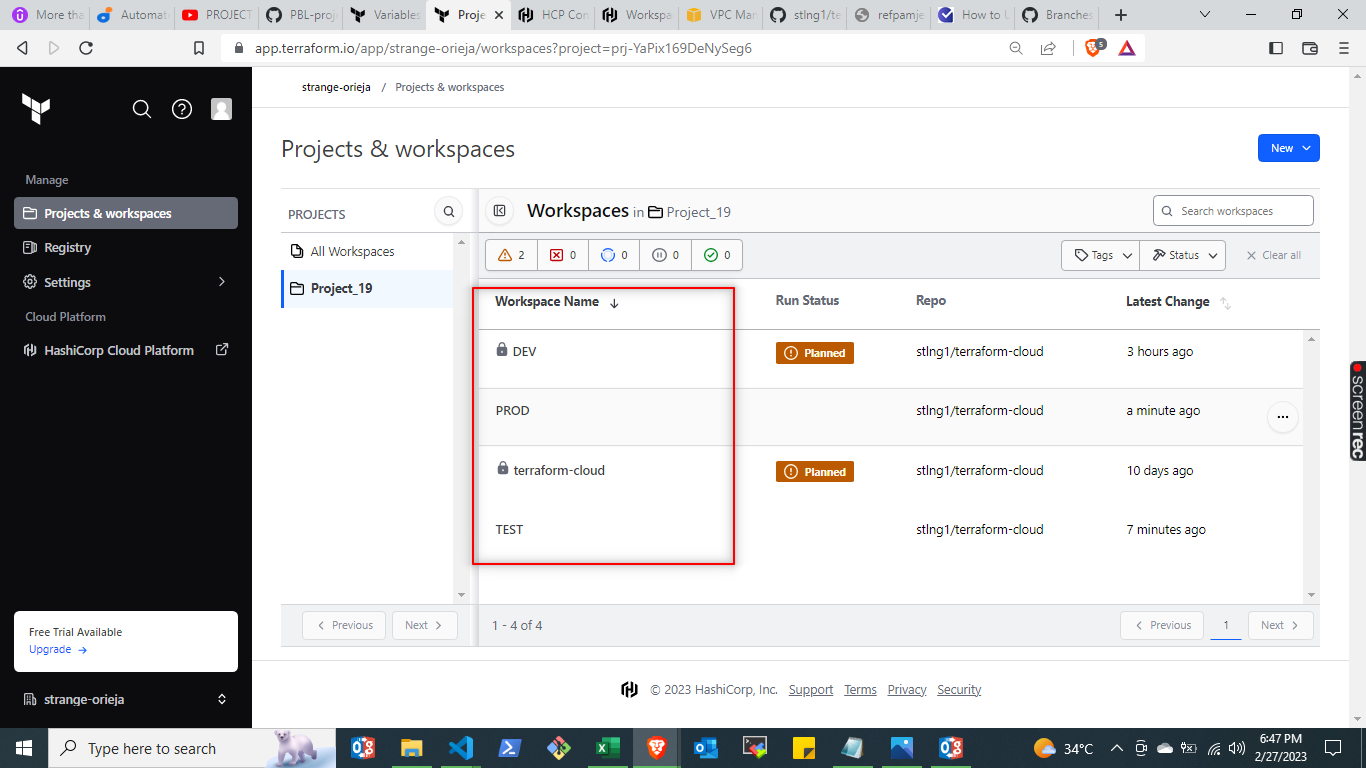 More tha
Automat
PROJECT
PBL-proj
Variables
Proje
HCP Con
Workspa
VPC Man
stlng1/te
refpamje
How to U
Branches
app.terraform.io/app/strange-orieja/workspaces?project=prj-YaPix169DeNySeg6
5
strange-orieja / Projects & workspaces
Manage
Projects & workspaces
Registry
Settings
Cloud Platform
HashiCorp Cloud Platform
Free Trial Available
Upgrade →
strange-orieja
Projects & workspaces
New
PROJECTS
All Workspaces
Project_19
Previous
Next
Workspaces in Project_19
Search workspaces
2 0 0 0 0
Tags
Status
Clear all
Workspace Name ↓ Run Status Repo Latest Change
DEV Planned stlng1/terraform-cloud 3 hours ago
PROD stlng1/terraform-cloud a minute ago
terraform-cloud Planned stlng1/terraform-cloud 10 days ago
TEST stlng1/terraform-cloud 7 minutes ago
1 - 4 of 4
Previous 1 Next
© 2023 HashiCorp, Inc. Support Terms Privacy Security
screenrec
Type here to search
34°C
6:47 PM
2/27/2023